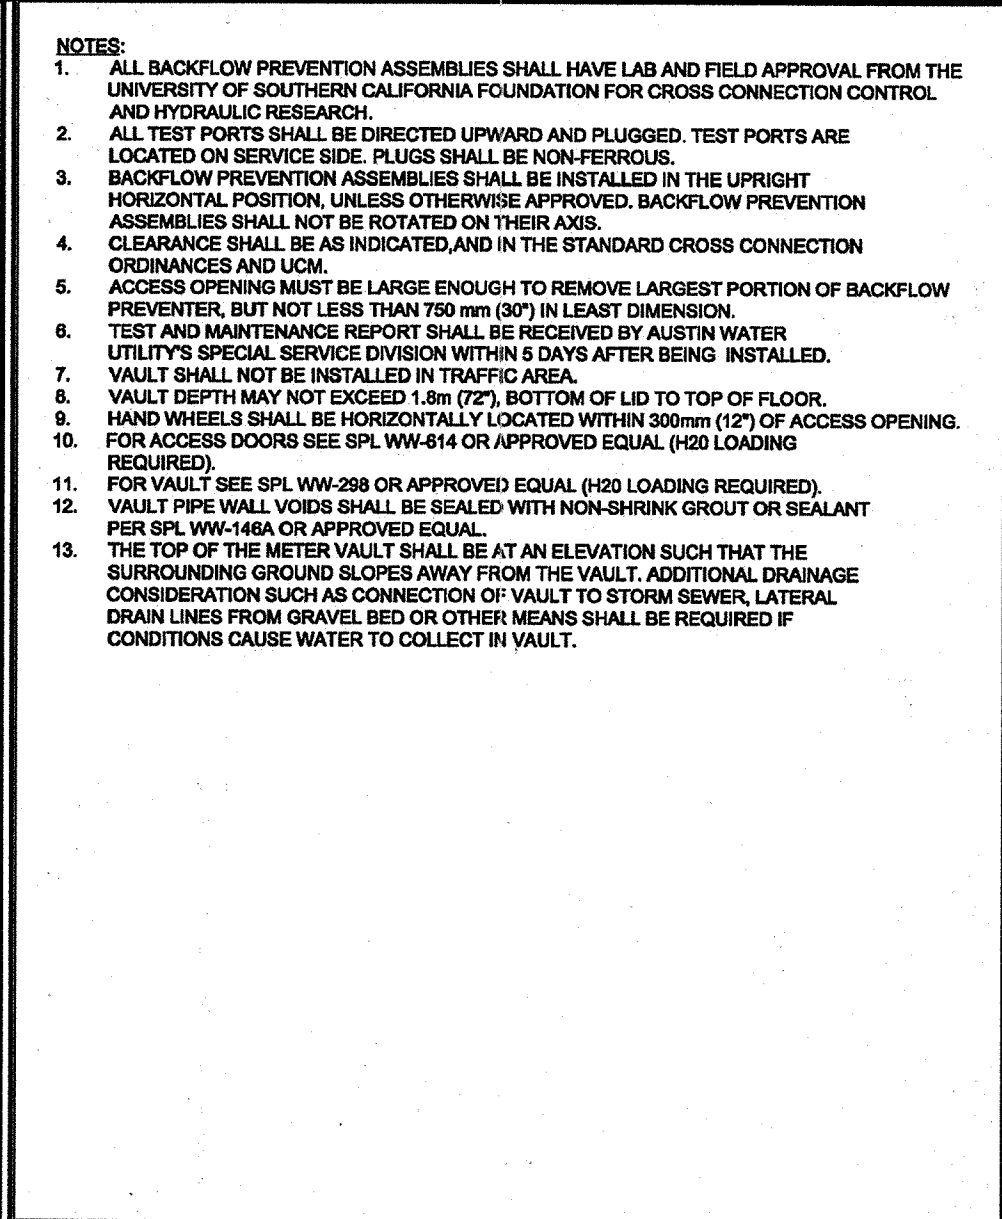 NOTES:
1. ALL BACKFLOW PREVENTION ASSEMBLIES SHALL HAVE LAB AND FIELD APPROVAL FROM THE
UNIVERSITY OF SOUTHERN CALIFORNIA FOUNDATION FOR CROSS CONNECTION CONTROL
AND HYDRAULIC RESEARCH.
2. ALL TEST PORTS SHALL BE DIRECTED UPWARD AND PLUGGED. TEST PORTS ARE
LOCATED ON SERVICE SIDE. PLUGS SHALL BE NON-FERROUS.
3. BACKFLOW PREVENTION ASSEMBLIES SHALL BE INSTALLED IN THE UPRIGHT
HORIZONTAL POSITION, UNLESS OTHERWISE APPROVED. BACKFLOW PREVENTION
ASSEMBLIES SHALL NOT BE ROTATED ON THEIR AXIS.
4. CLEARANCE SHALL BE AS INDICATED,AND IN THE STANDARD CROSS CONNECTION
ORDINANCES AND UCM.
5. ACCESS OPENING MUST BE LARGE ENOUGH TO REMOVE LARGEST PORTION OF BACKFLOW
PREVENTER, BUT NOT LESS THAN 750 mm (30") IN LEAST DIMENSION.
6. TEST AND MAINTENANCE REPORT SHALL BE RECEIVED BY AUSTIN WATER
UTILITY'S SPECIAL SERVICE DIVISION WITHIN 5 DAYS AFTER BEING INSTALLED.
7. VAULT SHALL NOT BE INSTALLED IN TRAFFIC AREA.
8. VAULT DEPTH MAY NOT EXCEED 1.8m (72"), BOTTOM OF LID TO TOP OF FLOOR.
9. HAND WHEELS SHALL BE HORIZONTALLY LOCATED WITHIN 300mm (12") OF ACCESS OPENING.
10. FOR ACCESS DOORS SEE SPL WW-614 OR APPROVED EQUAL (H20 LOADING
REQUIRED).
11. FOR VAULT SEE SPL WW-298 OR APPROVED EQUAL (H20 LOADING REQUIRED).
12. VAULT PIPE WALL VOIDS SHALL BE SEALED WITH NON-SHRINK GROUT OR SEALANT
PER SPL WW-146A OR APPROVED EQUAL.
13. THE TOP OF THE METER VAULT SHALL BE AT AN ELEVATION SUCH THAT THE
SURROUNDING GROUND SLOPES AWAY FROM THE VAULT. ADDITIONAL DRAINAGE
CONSIDERATION SUCH AS CONNECTION OF VAULT TO STORM SEWER, LATERAL
DRAIN LINES FROM GRAVEL BED OR OTHER MEANS SHALL BE REQUIRED IF
CONDITIONS CAUSE WATER TO COLLECT IN VAULT.